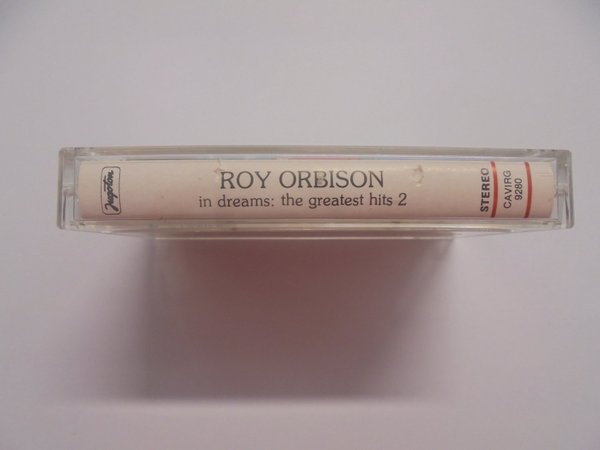 Jugoton
ROY ORBISON
in dreams: the greatest hits 2
STEREO
CAVIRG
9280